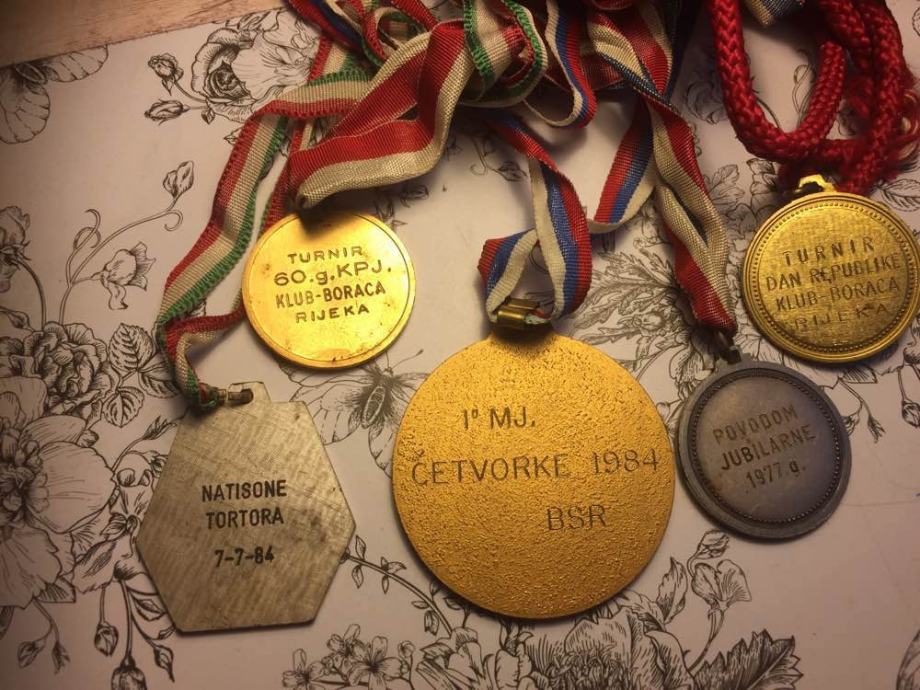 TURNIR
60.g.KPJ.
KLUB-BORACA
RIJEKA
TURNIR
DAN REPUBLIKE
KLUB-BORACA
RIJEKA
NATISONE
TORTORA
7-7-84
1° MJ.
ČETVORKE 1984
BSR
POVODOM
JUBILARNE
1977.g.